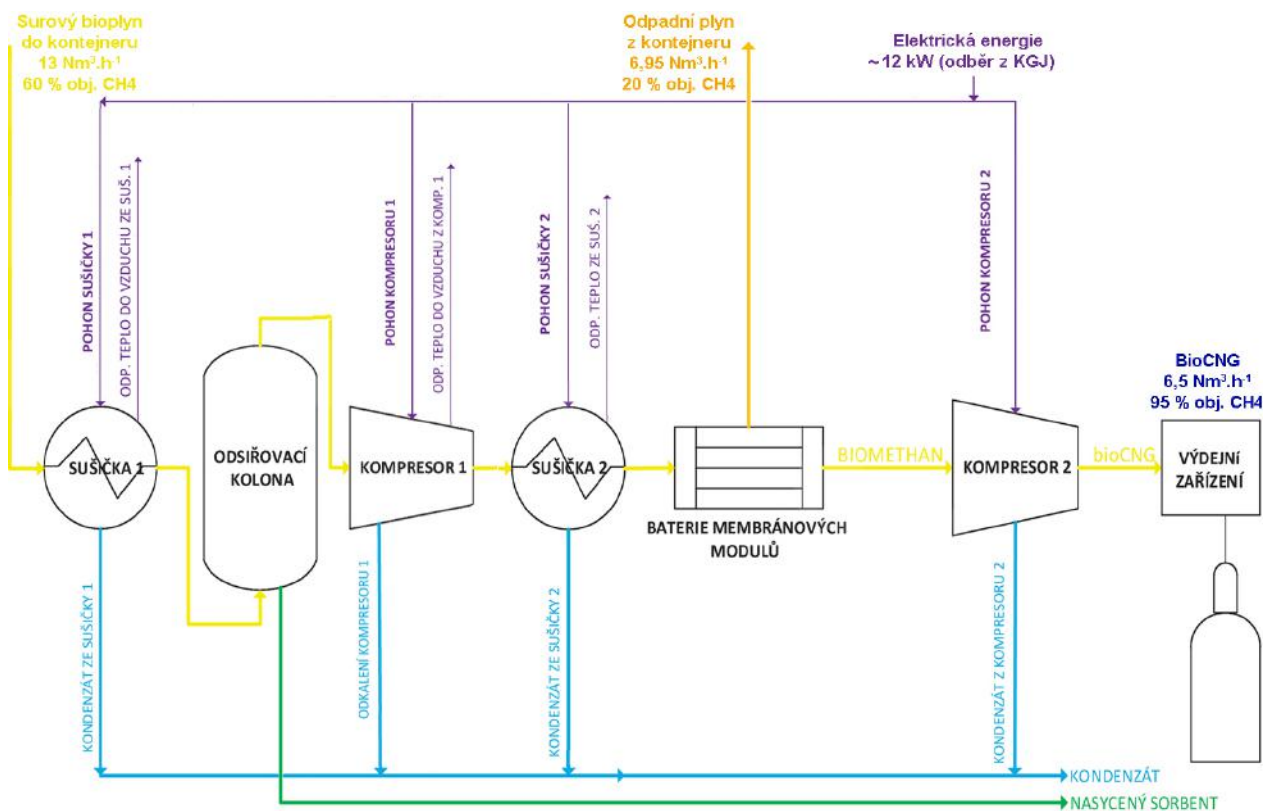 Surový bioplyn
do kontejneru
13 Nm³.h⁻¹
60 % obj. CH4
Odpadní plyn
z kontejneru
6,95 Nm³.h⁻¹
20 % obj. CH4
Elektrická energie
~12 kW (odběr z KGJ)
POHON SUŠIČKY 1
ODP. TEPLO DO VZDUCHU ZE SUŠ. 1
POHON KOMPRESORU 1
ODP. TEPLO DO VZDUCHU Z KOMP. 1
POHON SUŠIČKY 2
ODP. TEPLO ZE SUŠ. 2
POHON KOMPRESORU 2
BioCNG
6,5 Nm³.h⁻¹
95 % obj. CH4
SUŠIČKA 1
ODSIŘOVACÍ
KOLONA
KOMPRESOR 1
SUŠIČKA 2
BATERIE MEMBRÁNOVÝCH
MODULŮ
BIOMETHAN
KOMPRESOR 2
bioCNG
VÝDEJNÍ
ZAŘÍZENÍ
KONDENZÁT ZE SUŠIČKY 1
ODKALENÍ KOMPRESORU 1
KONDENZÁT ZE SUŠIČKY 2
KONDENZÁT Z KOMPRESORU 2
KONDENZÁT
NASYCENÝ SORBENT